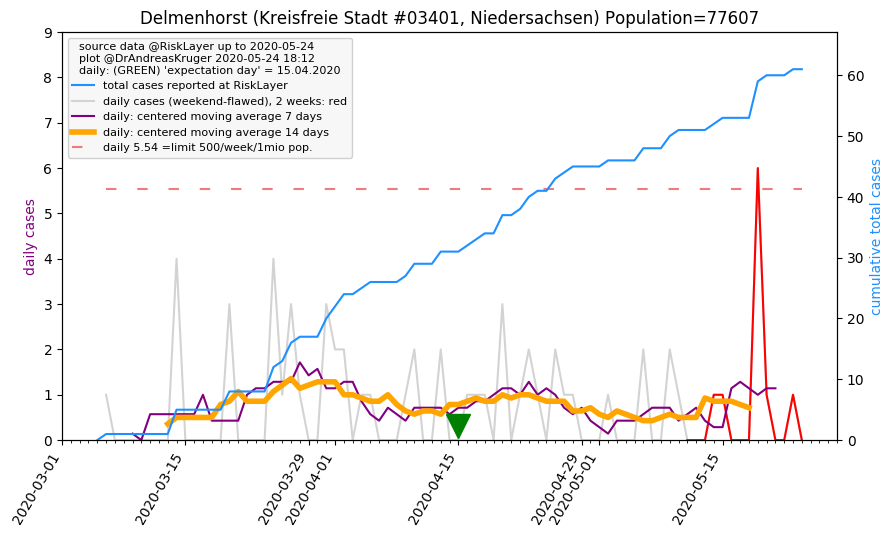 Delmenhorst (Kreisfreie Stadt #03401, Niedersachsen) Population=77607
source data @RiskLayer up to 2020-05-24
plot @DrAndreasKruger 2020-05-24 18:12
daily: (GREEN) 'expectation day' = 15.04.2020
total cases reported at RiskLayer
daily cases (weekend-flawed), 2 weeks: red
daily: centered moving average 7 days
daily: centered moving average 14 days
daily 5.54 =limit 500/week/1mio pop.
daily cases
9
8
7
6
5
4
3
2
1
0
cumulative total cases
60
50
40
30
20
10
0
2020-03-01
2020-03-15
2020-03-29
2020-04-01
2020-04-15
2020-04-29
2020-05-01
2020-05-15